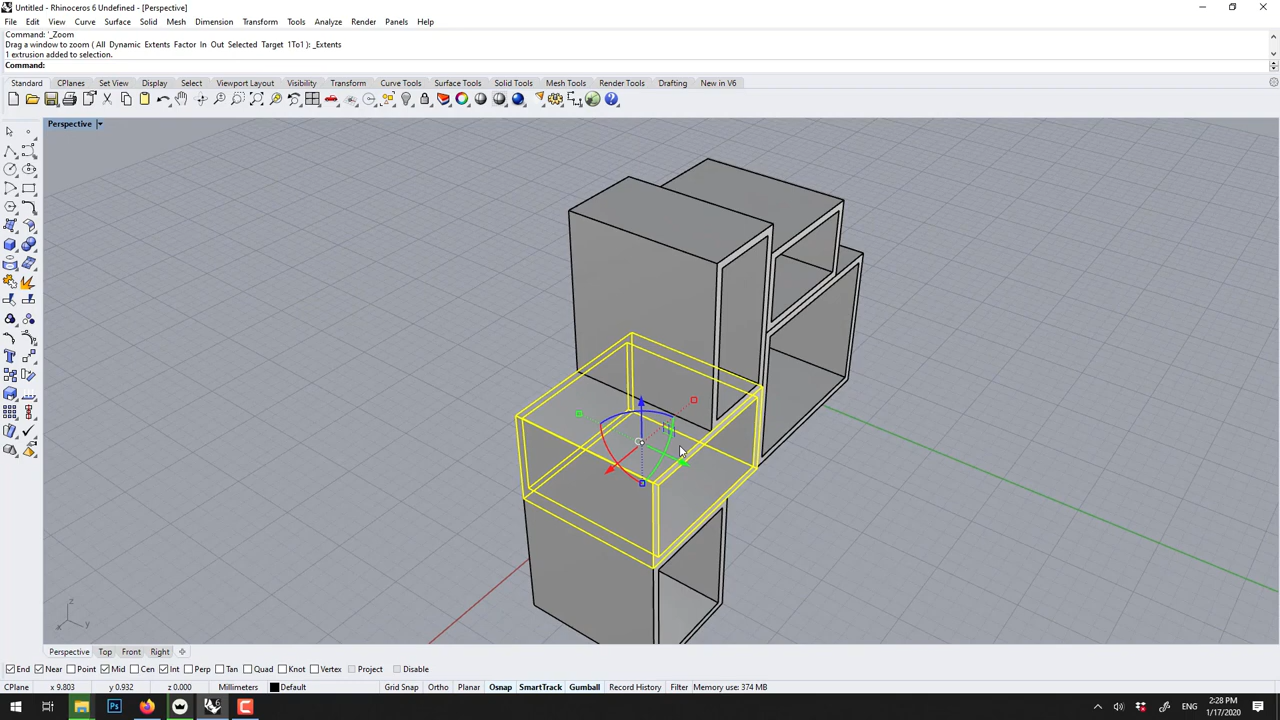 Untitled - Rhinoceros 6 Undefined - [Perspective]
File Edit View Curve Surface Solid Mesh Dimension Transform Tools Analyze Render Panels Help
Command: '_Zoom
Drag a window to zoom ( All Dynamic Extents Factor In Out Selected Target 1To1 ): _Extents
1 extrusion added to selection.
Command:
Standard CPlanes Set View Display Select Viewport Layout Visibility Transform Curve Tools Surface Tools Solid Tools Mesh Tools Render Tools Drafting New in V6
Perspective
z
x y
Perspective Top Front Right
End Near Point Mid Cen Int Perp Tan Quad Knot Vertex Project Disable
CPlane x 9.803 y 0.932 z 0.000 Millimeters Default Grid Snap Ortho Planar Osnap SmartTrack Gumball Record History Filter Memory use: 374 MB
ENG 2:28 PM
1/17/2020